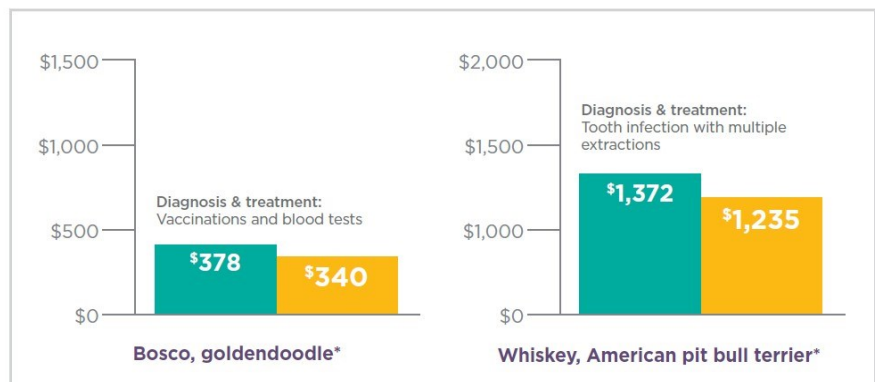 $1,500
$1,000
$500
$0
Diagnosis & treatment:
Vaccinations and blood tests
$378
$340
Bosco, goldendoodle*
$2,000
$1,500
$1,000
$0
Diagnosis & treatment:
Tooth infection with multiple
extractions
$1,372
$1,235
Whiskey, American pit bull terrier*